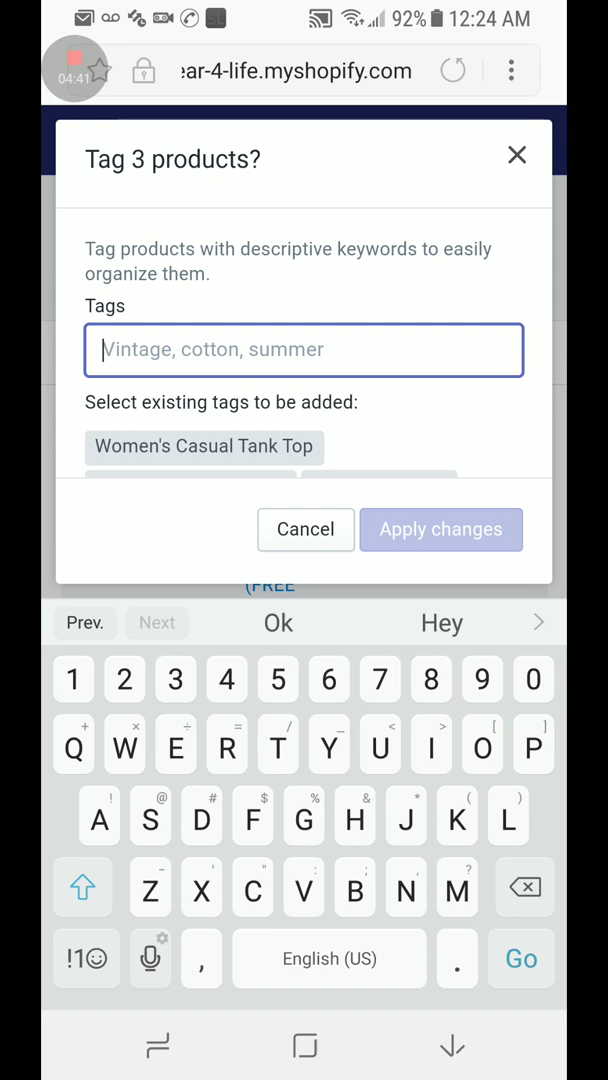 92% 12:24 AM
04:41
ear-4-life.myshopify.com
Tag 3 products?
Tag products with descriptive keywords to easily
organize them.
Tags
Vintage, cotton, summer
Select existing tags to be added:
Women's Casual Tank Top
Cancel Apply changes
(FREE
Prev. Next Ok Hey >
1 2 3 4 5 6 7 8 9 0
+ × ÷ = / _ < > [ ]
Q W E R T Y U I O P
! @ # $ % & * ( )
A S D F G H J K L
- ' " : ; , ?
Z X C V B N M
!1☺ , English (US) . Go